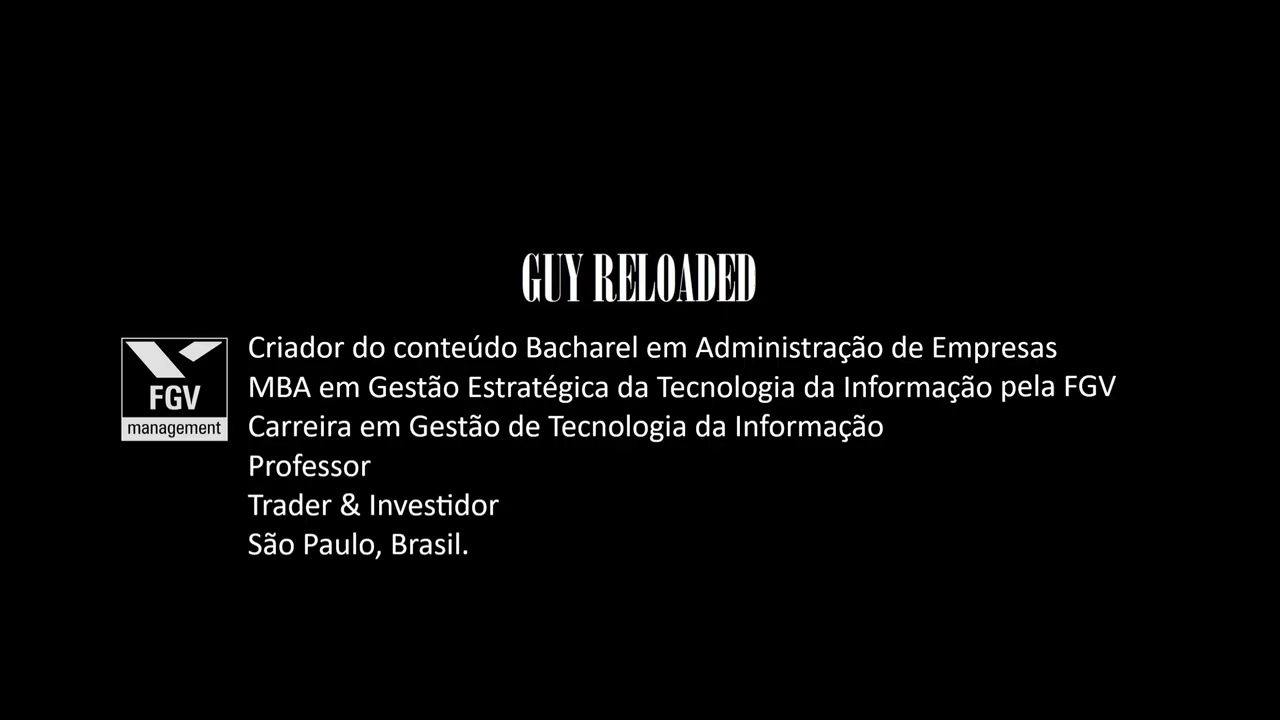 GUY RELOADED
Criador do conteúdo Bacharel em Administração de Empresas
MBA em Gestão Estratégica da Tecnologia da Informação pela FGV
Carreira em Gestão de Tecnologia da Informação
Professor
Trader & Investidor
São Paulo, Brasil.
FGV
management